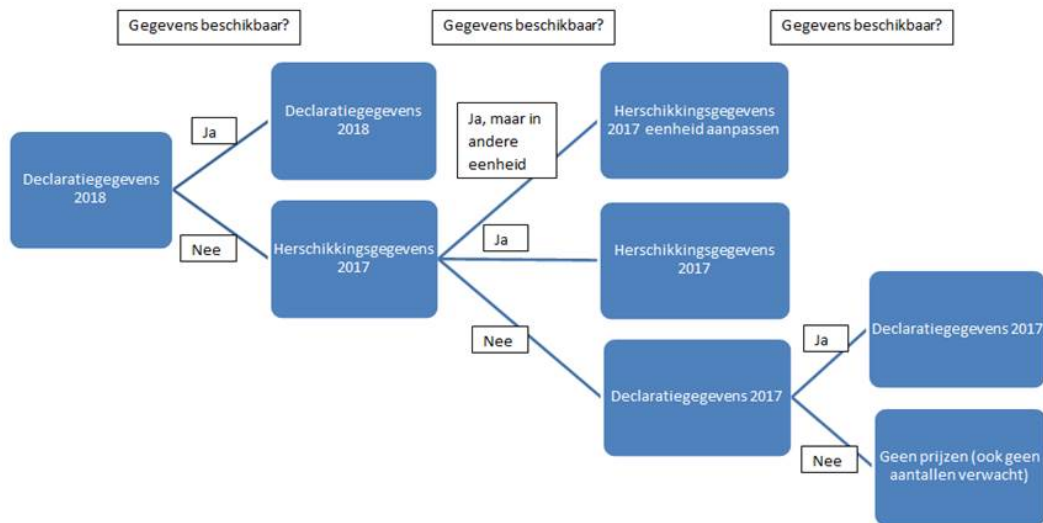 Gegevens beschikbaar?
Gegevens beschikbaar?
Gegevens beschikbaar?
Declaratiegegevens
2018
Ja
Nee
Declaratiegegevens
2018
Herschikkingsgegevens
2017
Ja, maar in
andere
eenheid
Ja
Nee
Herschikkingsgegevens
2017 eenheid aanpassen
Herschikkingsgegevens
2017
Declaratiegegevens 2017
Ja
Nee
Declaratiegegevens 2017
Geen prijzen (ook geen
aantallen verwacht)